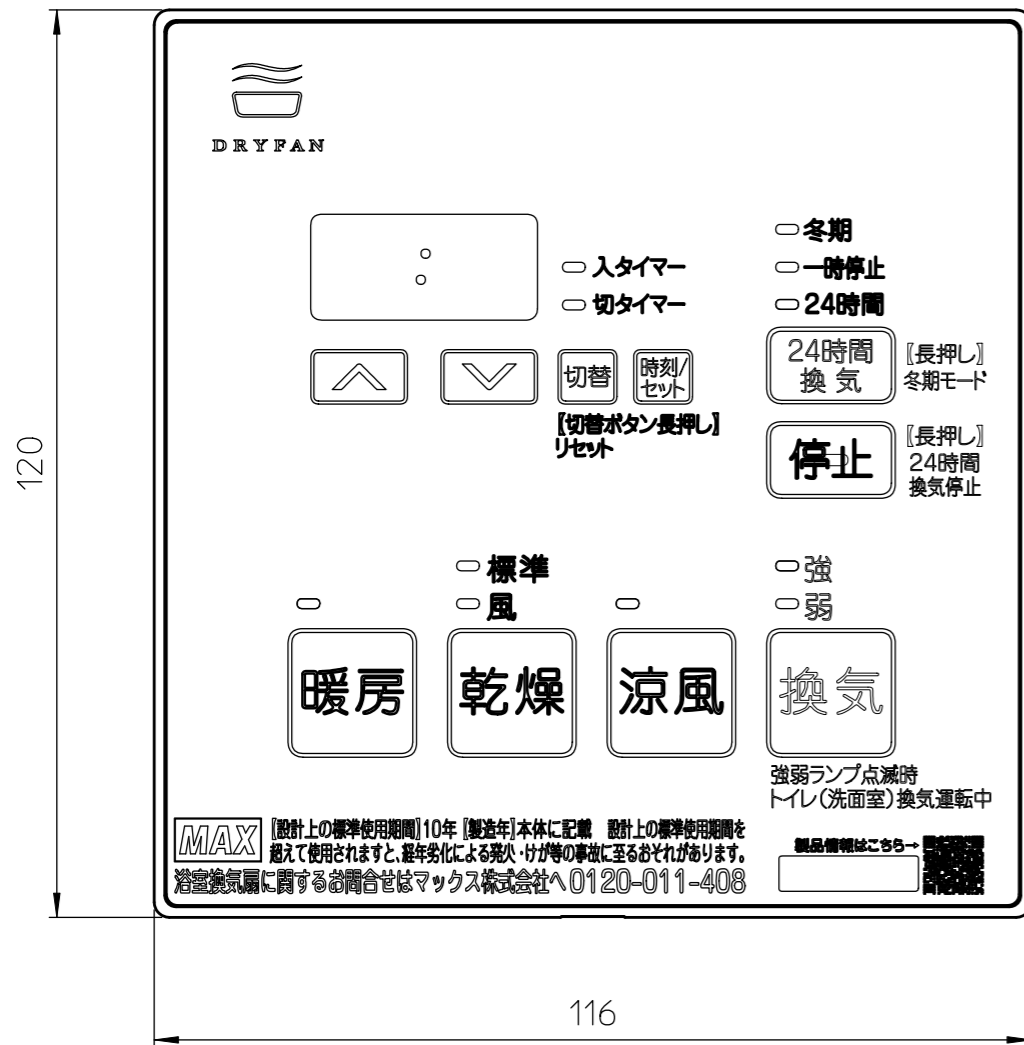 DRYFAN
冬期
入タイマー
一時停止
切タイマー
24時間
切替
時刻/
セット
24時間
換気
〖長押し〗
冬期モード
〖切替ボタン長押し〗
リセット
停止
〖長押し〗
24時間
換気停止
120
標準
風
強
弱
暖房
乾燥
涼風
換気
強弱ランプ点滅時
トイレ(洗面室)換気運転中
MAX
〖設計上の標準使用期間〗10年〖製造年〗本体に記載 設計上の標準使用期間を
超えて使用されますと、経年劣化による発火・けが等の事故に至るおそれがあります。
浴室換気扇に関するお問合せはマックス株式会社へ0120-011-408
製品情報はこちら→
116